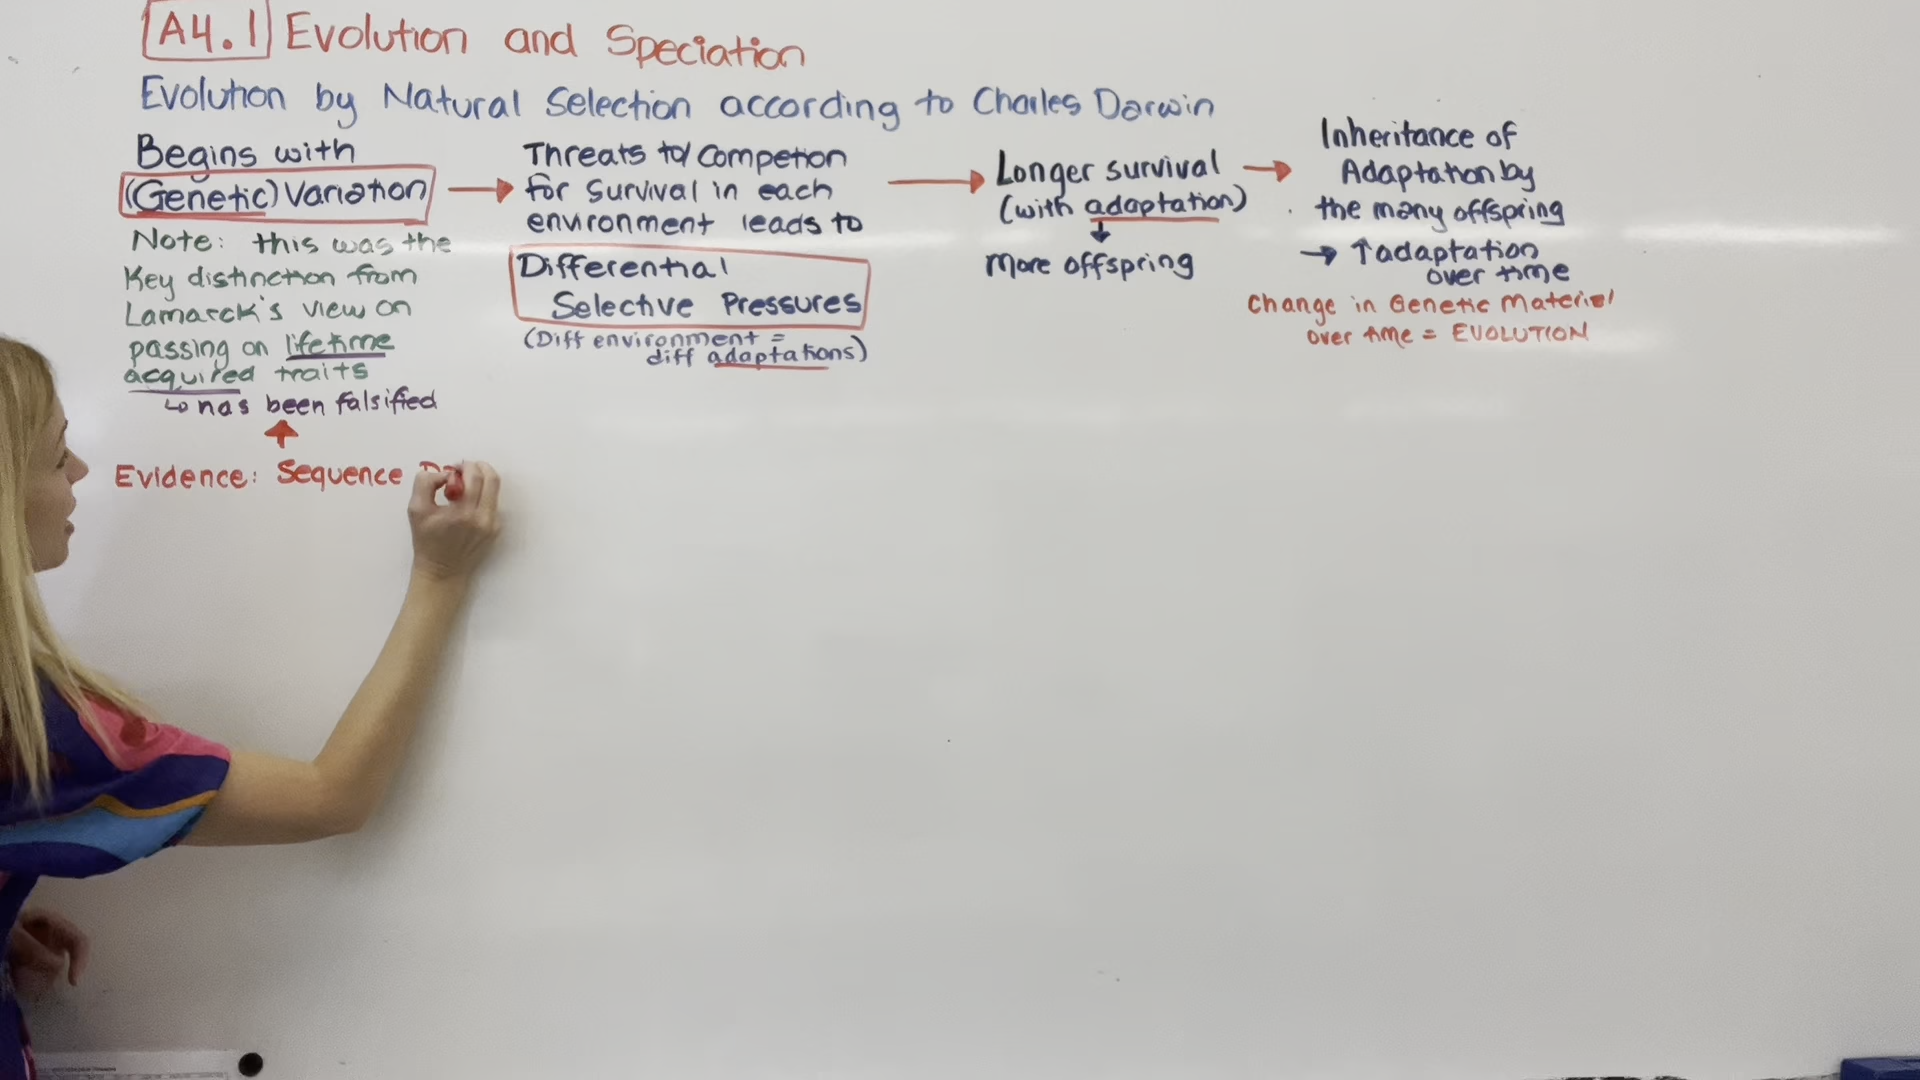 A4.1 Evolution and Speciation
Evolution by Natural Selection according to Charles Darwin
Begins with
(Genetic) Variation
Note: this was the
Key distinction from
Lamarck's view on
passing on lifetime
acquired traits
↳ has been falsified
Evidence: Sequence
Threats to/ Competion
for survival in each
environment leads to
Differential
Selective Pressures
(Diff environment =
diff adaptations)
Longer survival
(with adaptation)
More offspring
Inheritance of
Adaptation by
the many offspring
→ ↑ adaptation
over time
Change in Genetic Material
over time = EVOLUTION